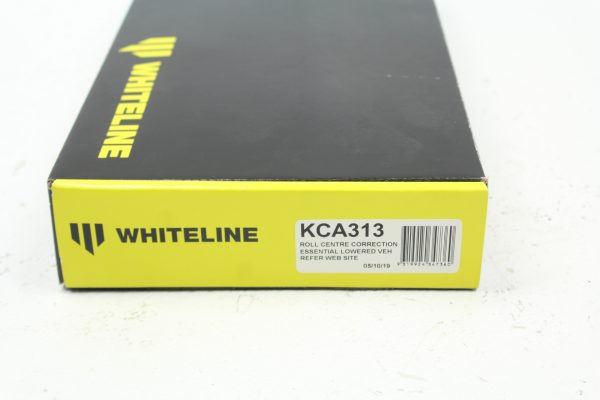 WHITELINE
WHITELINE
KCA313
ROLL CENTRE CORRECTION
ESSENTIAL LOWERED VEH
REFER WEB SITE
05/10/19